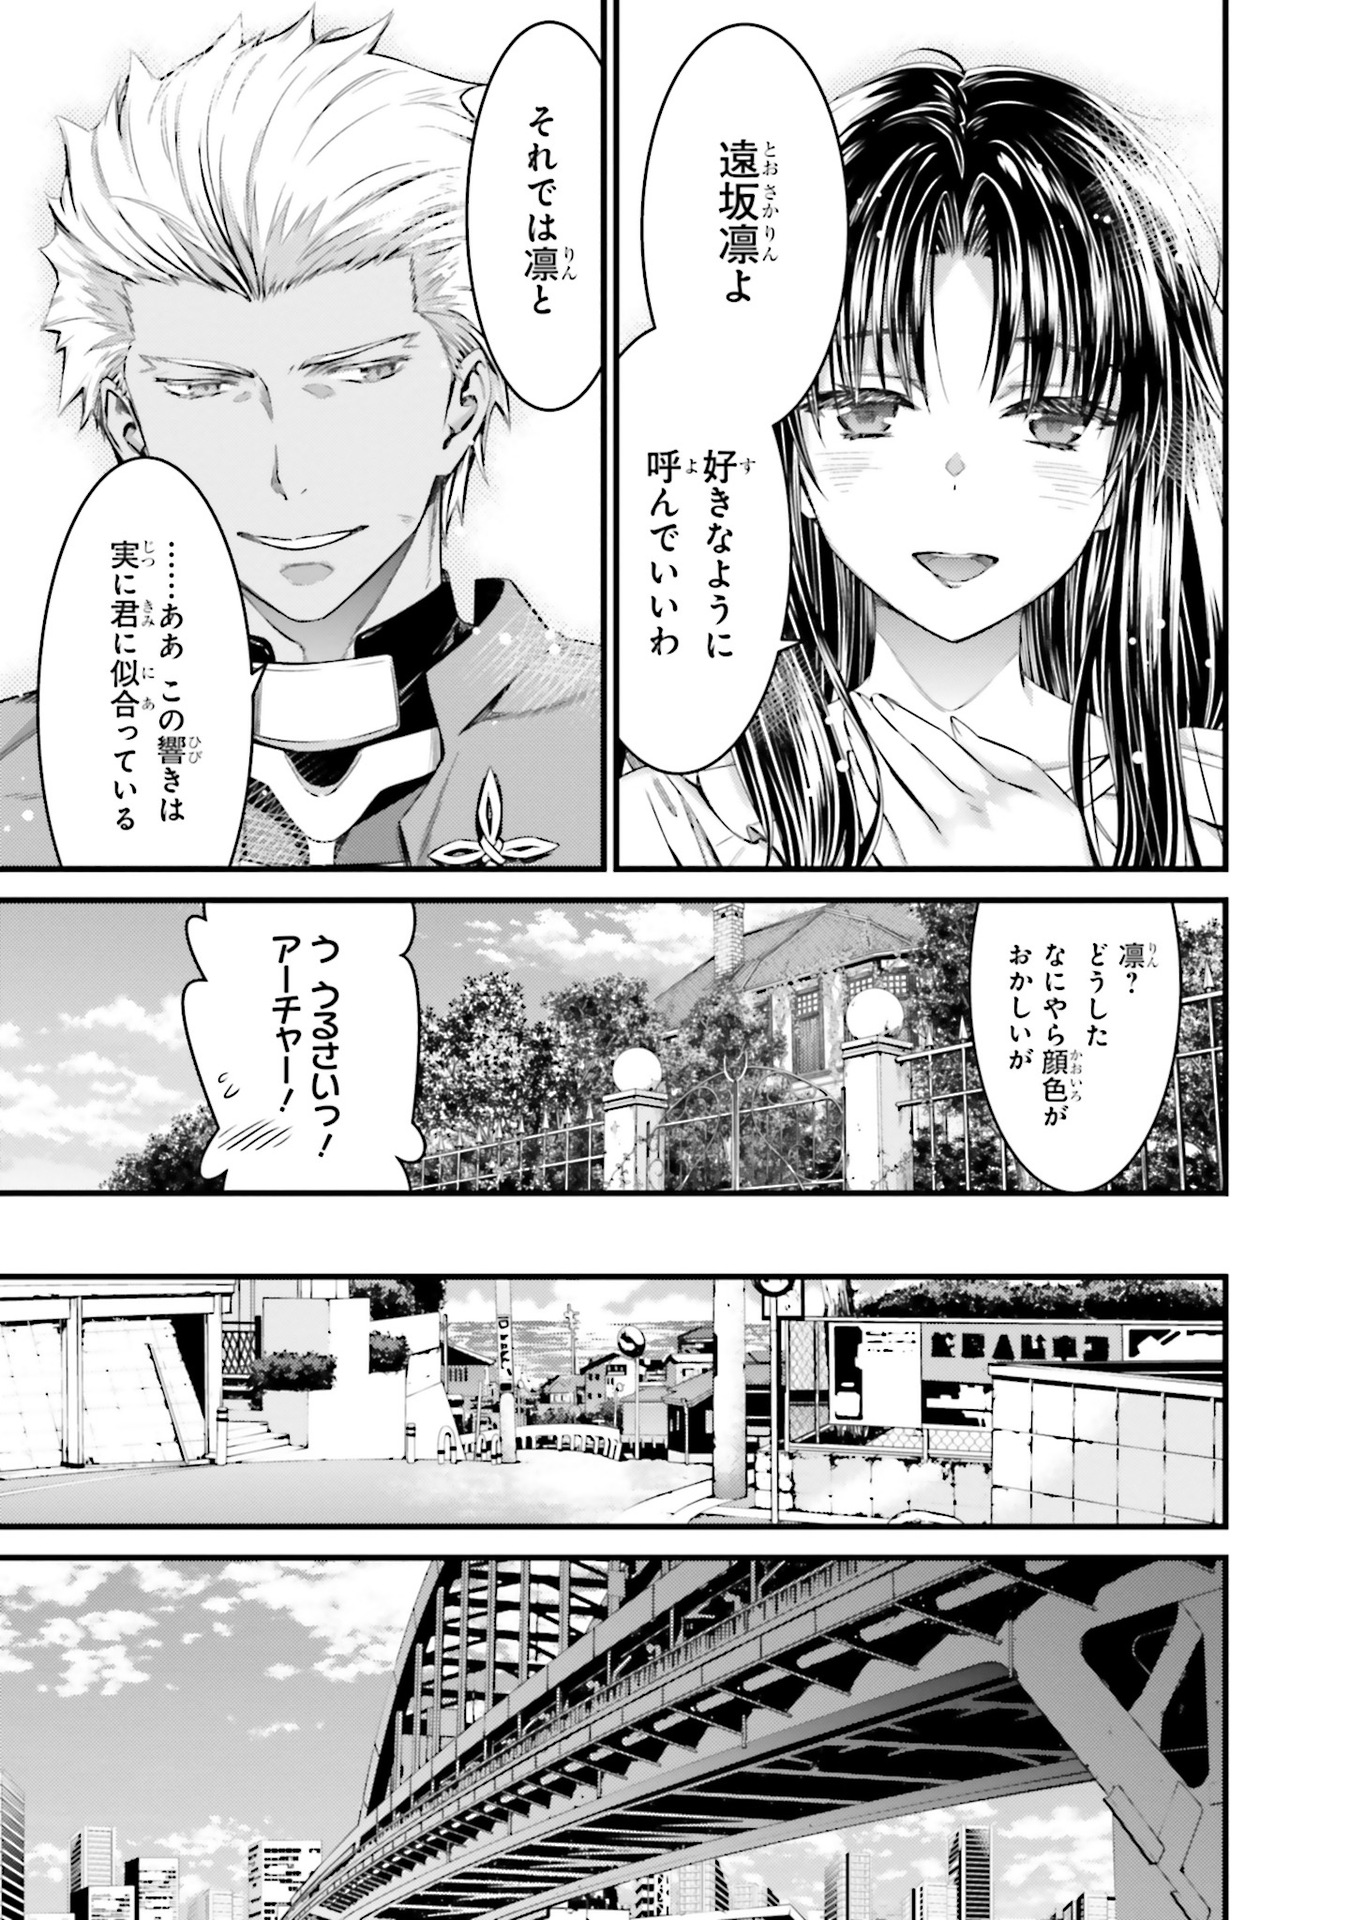 遠坂凛よ
好きなように
呼んでいいわ
それでは凛と
……ああ この響きは
実に君に似合っている
凛?
どうした
なにやら顔色が
おかしいが
う うるさいっ!
アーチャー!